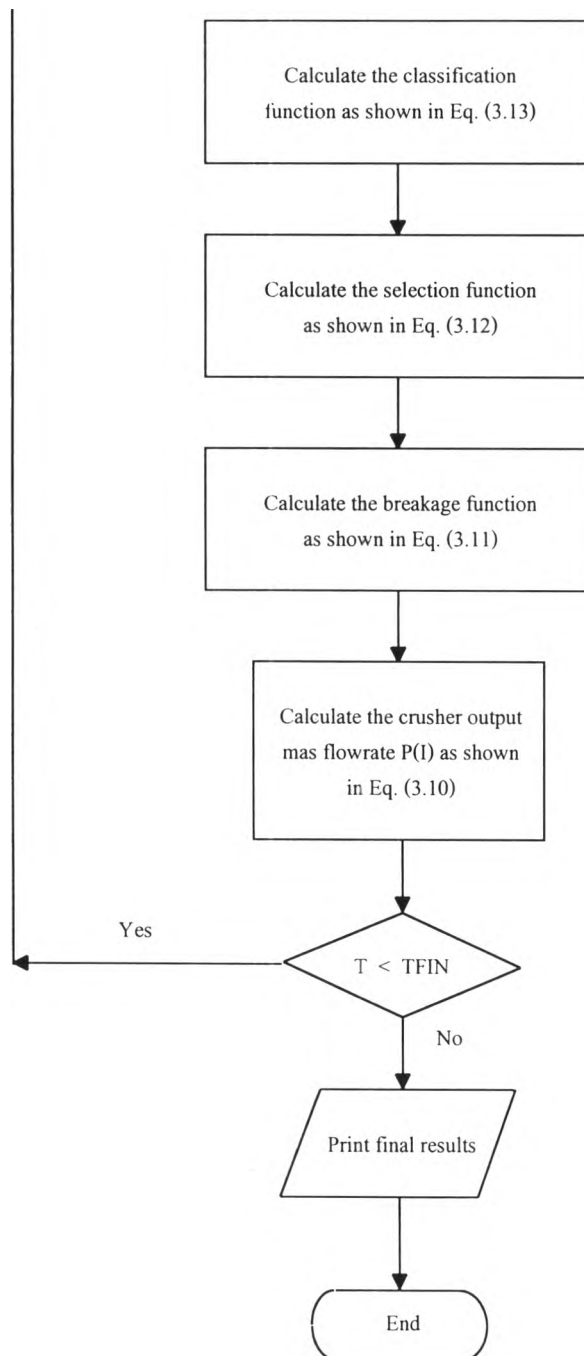 Calculate the classification
function as shown in Eq. (3.13)
Calculate the selection function
as shown in Eq. (3.12)
Calculate the breakage function
as shown in Eq. (3.11)
Calculate the crusher output
mas flowrate P(I) as shown
in Eq. (3.10)
Yes
T < TFIN
No
Print final results
End